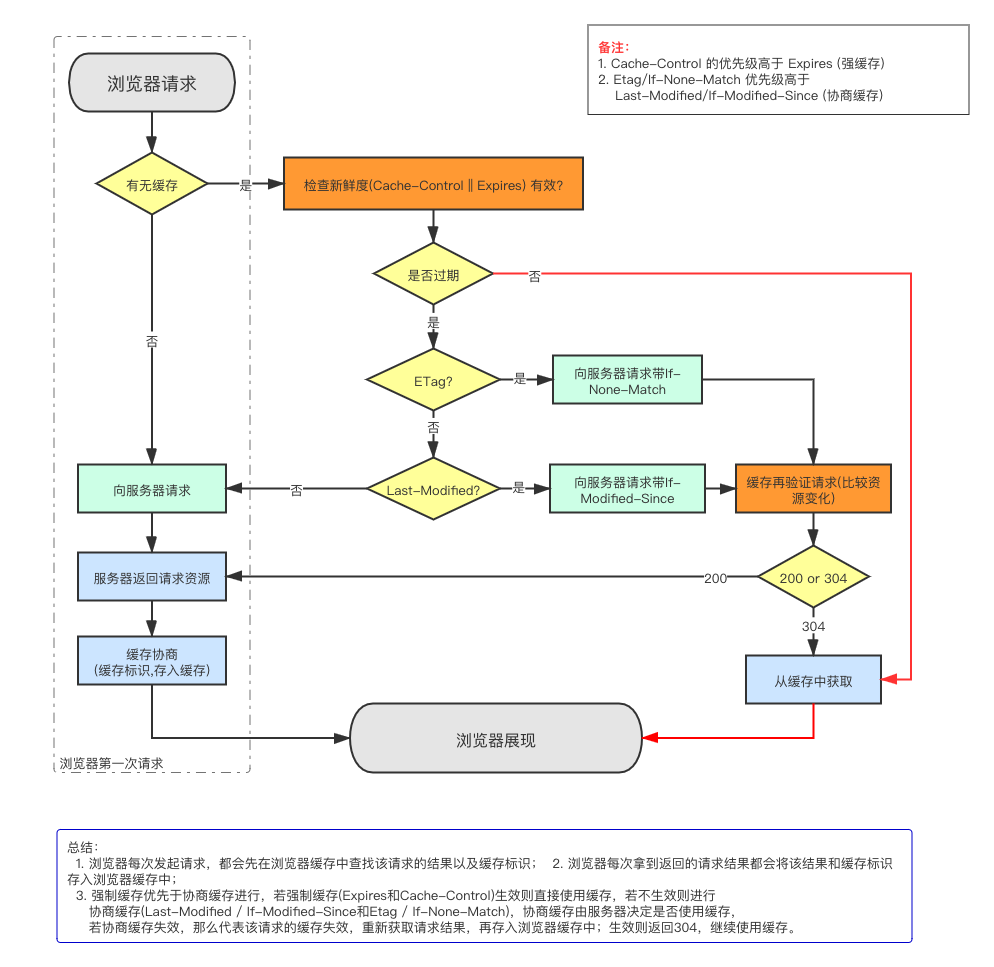 备注：
1. Cache-Control 的优先级高于 Expires (强缓存)
2. Etag/If-None-Match 优先级高于
Last-Modified/If-Modified-Since (协商缓存)
浏览器请求
有无缓存
是
检查新鲜度(Cache-Control || Expires) 有效?
是否过期
否
是
否
ETag?
是
向服务器请求带If-
None-Match
否
向服务器请求
否
Last-Modified?
是
向服务器请求带If-
Modified-Since
缓存再验证请求(比较资
源变化)
服务器返回请求资源
200
200 or 304
304
缓存协商
(缓存标识,存入缓存)
从缓存中获取
浏览器展现
浏览器第一次请求
总结：
1. 浏览器每次发起请求，都会先在浏览器缓存中查找该请求的结果以及缓存标识； 2. 浏览器每次拿到返回的请求结果都会将该结果和缓存标识
存入浏览器缓存中；
3. 强制缓存优先于协商缓存进行，若强制缓存(Expires和Cache-Control)生效则直接使用缓存，若不生效则进行
协商缓存(Last-Modified / If-Modified-Since和Etag / If-None-Match)，协商缓存由服务器决定是否使用缓存，
若协商缓存失效，那么代表该请求的缓存失效，重新获取请求结果，再存入浏览器缓存中；生效则返回304，继续使用缓存。